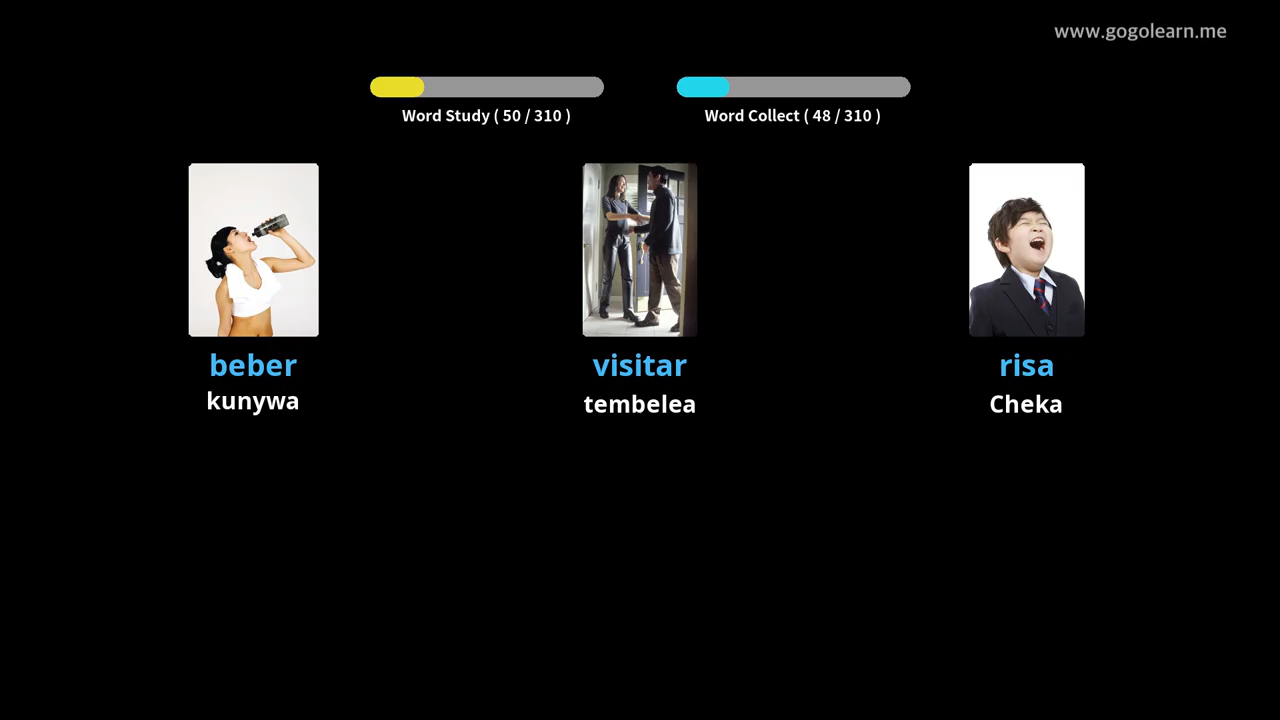 www.gogolearn.me
Word Study ( 50 / 310 )
Word Collect ( 48 / 310 )
beber
kunywa
visitar
tembelea
risa
Cheka